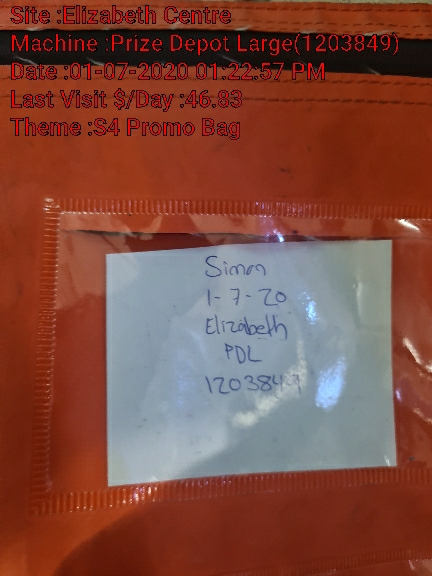 Site :Elizabeth Centre
Machine :Prize Depot Large(1203849)
Date :01-07-2020 01:22:57 PM
Last Visit $/Day :46.83
Theme :S4 Promo Bag
Simon
1-7-20
Elizabeth
PDL
1203849